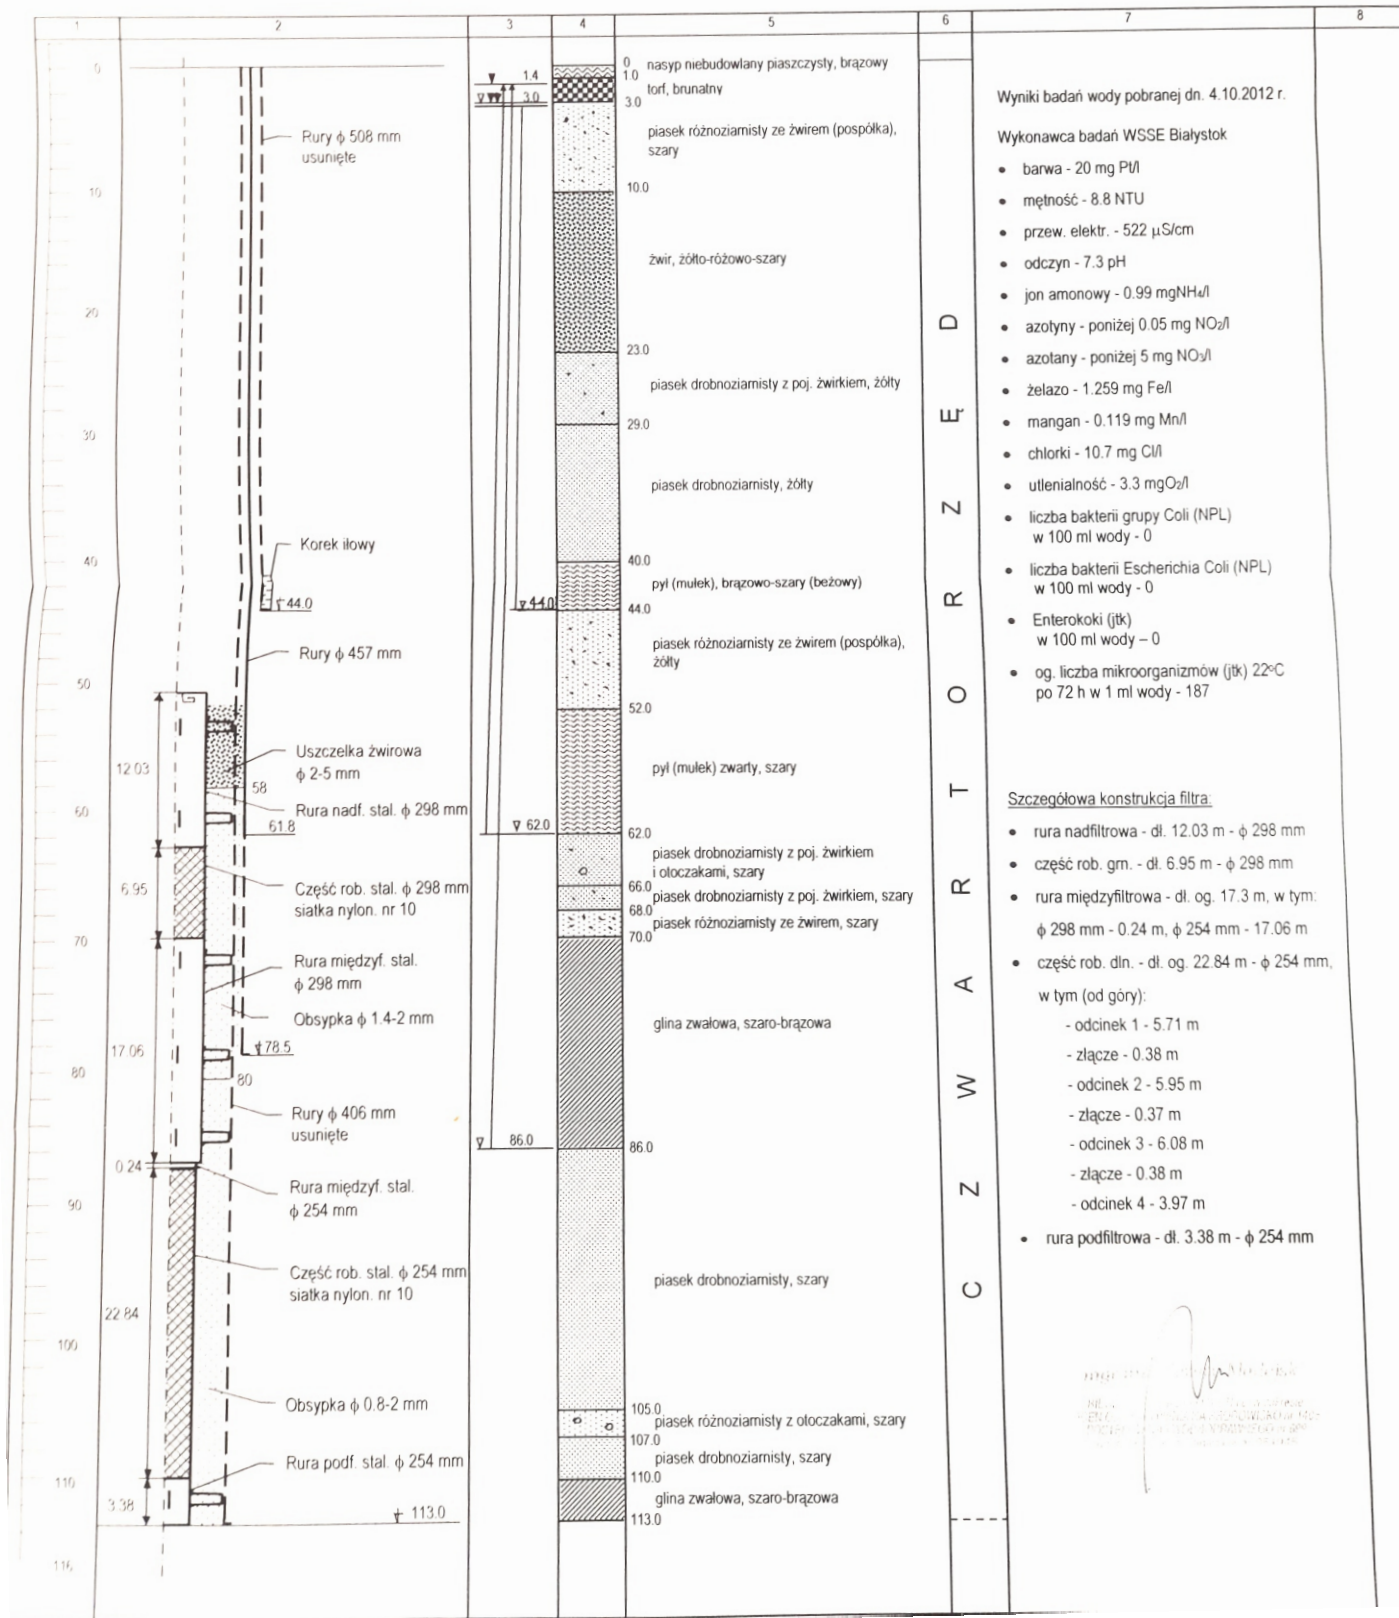 1 2 3 4 5 6 7 8
0
10
20
30
40
50
60
70
80
90
100
110
116
Rury ϕ 508 mm
usunięte
Korek iłowy
44.0
Rury ϕ 457 mm
Uszczelka żwirowa
ϕ 2-5 mm
58
Rura nadf. stal. ϕ 298 mm
61.8
Część rob. stal. ϕ 298 mm
siatka nylon. nr 10
Rura międzyf. stal.
ϕ 298 mm
Obsypka ϕ 1.4-2 mm
78.5
80
Rury ϕ 406 mm
usunięte
Rura międzyf. stal.
ϕ 254 mm
Część rob. stal. ϕ 254 mm
siatka nylon. nr 10
Obsypka ϕ 0.8-2 mm
Rura podf. stal. ϕ 254 mm
113.0
12.03
6.95
17.06
0.24
22.84
3.38
1.4
3.0
44.0
62.0
86.0
0
1.0
3.0
10.0
23.0
29.0
40.0
44.0
52.0
62.0
66.0
68.0
70.0
86.0
105.0
107.0
110.0
113.0
nasyp niebudowlany piaszczysty, brązowy
torf, brunatny
piasek różnoziarnisty ze żwirem (pospółka),
szary
żwir, żółto-różowo-szary
piasek drobnoziarnisty z poj. żwirkiem, żółty
piasek drobnoziarnisty, żółty
pył (mułek), brązowo-szary (beżowy)
piasek różnoziarnisty ze żwirem (pospółka),
żółty
pył (mułek) zwarty, szary
piasek drobnoziarnisty z poj. żwirkiem
i otoczakami, szary
piasek drobnoziarnisty z poj. żwirkiem, szary
piasek różnoziarnisty ze żwirem, szary
glina zwałowa, szaro-brązowa
piasek drobnoziarnisty, szary
piasek różnoziarnisty z otoczakami, szary
piasek drobnoziarnisty, szary
glina zwałowa, szaro-brązowa
CZWARTORZĘD
Wyniki badań wody pobranej dn. 4.10.2012 r.
Wykonawca badań WSSE Białystok
• barwa - 20 mg Pt/l
• mętność - 8.8 NTU
• przew. elektr. - 522 μS/cm
• odczyn - 7.3 pH
• jon amonowy - 0.99 mgNH₄/l
• azotyny - poniżej 0.05 mg NO₂/l
• azotany - poniżej 5 mg NO₃/l
• żelazo - 1.259 mg Fe/l
• mangan - 0.119 mg Mn/l
• chlorki - 10.7 mg Cl/l
• utlenialność - 3.3 mgO₂/l
• liczba bakterii grupy Coli (NPL)
w 100 ml wody - 0
• liczba bakterii Escherichia Coli (NPL)
w 100 ml wody - 0
• Enterokoki (jtk)
w 100 ml wody – 0
• og. liczba mikroorganizmów (jtk) 22ºC
po 72 h w 1 ml wody - 187
Szczegółowa konstrukcja filtra:
• rura nadfiltrowa - dł. 12.03 m - ϕ 298 mm
• część rob. grn. - dł. 6.95 m - ϕ 298 mm
• rura międzyfiltrowa - dł. og. 17.3 m, w tym:
ϕ 298 mm - 0.24 m, ϕ 254 mm - 17.06 m
• część rob. dln. - dł. og. 22.84 m - ϕ 254 mm,
w tym (od góry):
- odcinek 1 - 5.71 m
- złącze - 0.38 m
- odcinek 2 - 5.95 m
- złącze - 0.37 m
- odcinek 3 - 6.08 m
- złącze - 0.38 m
- odcinek 4 - 3.97 m
• rura podfiltrowa - dł. 3.38 m - ϕ 254 mm